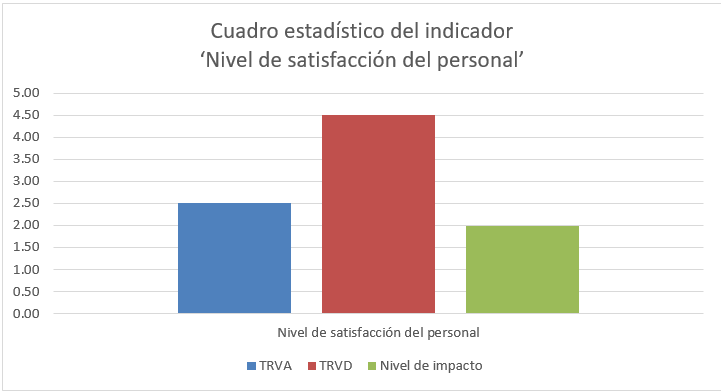 Cuadro estadístico del indicador
‘Nivel de satisfacción del personal’
5.00
4.50
4.00
3.50
3.00
2.50
2.00
1.50
1.00
0.50
0.00
Nivel de satisfacción del personal
TRVA TRVD Nivel de impacto